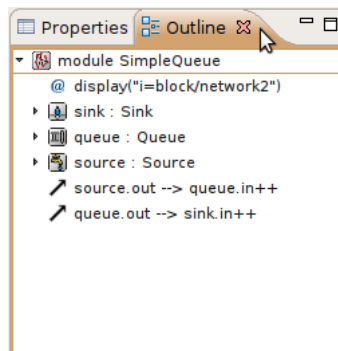 Properties Outline
module SimpleQueue
@ display("i=block/network2")
sink : Sink
queue : Queue
source : Source
source.out --> queue.in++
queue.out --> sink.in++